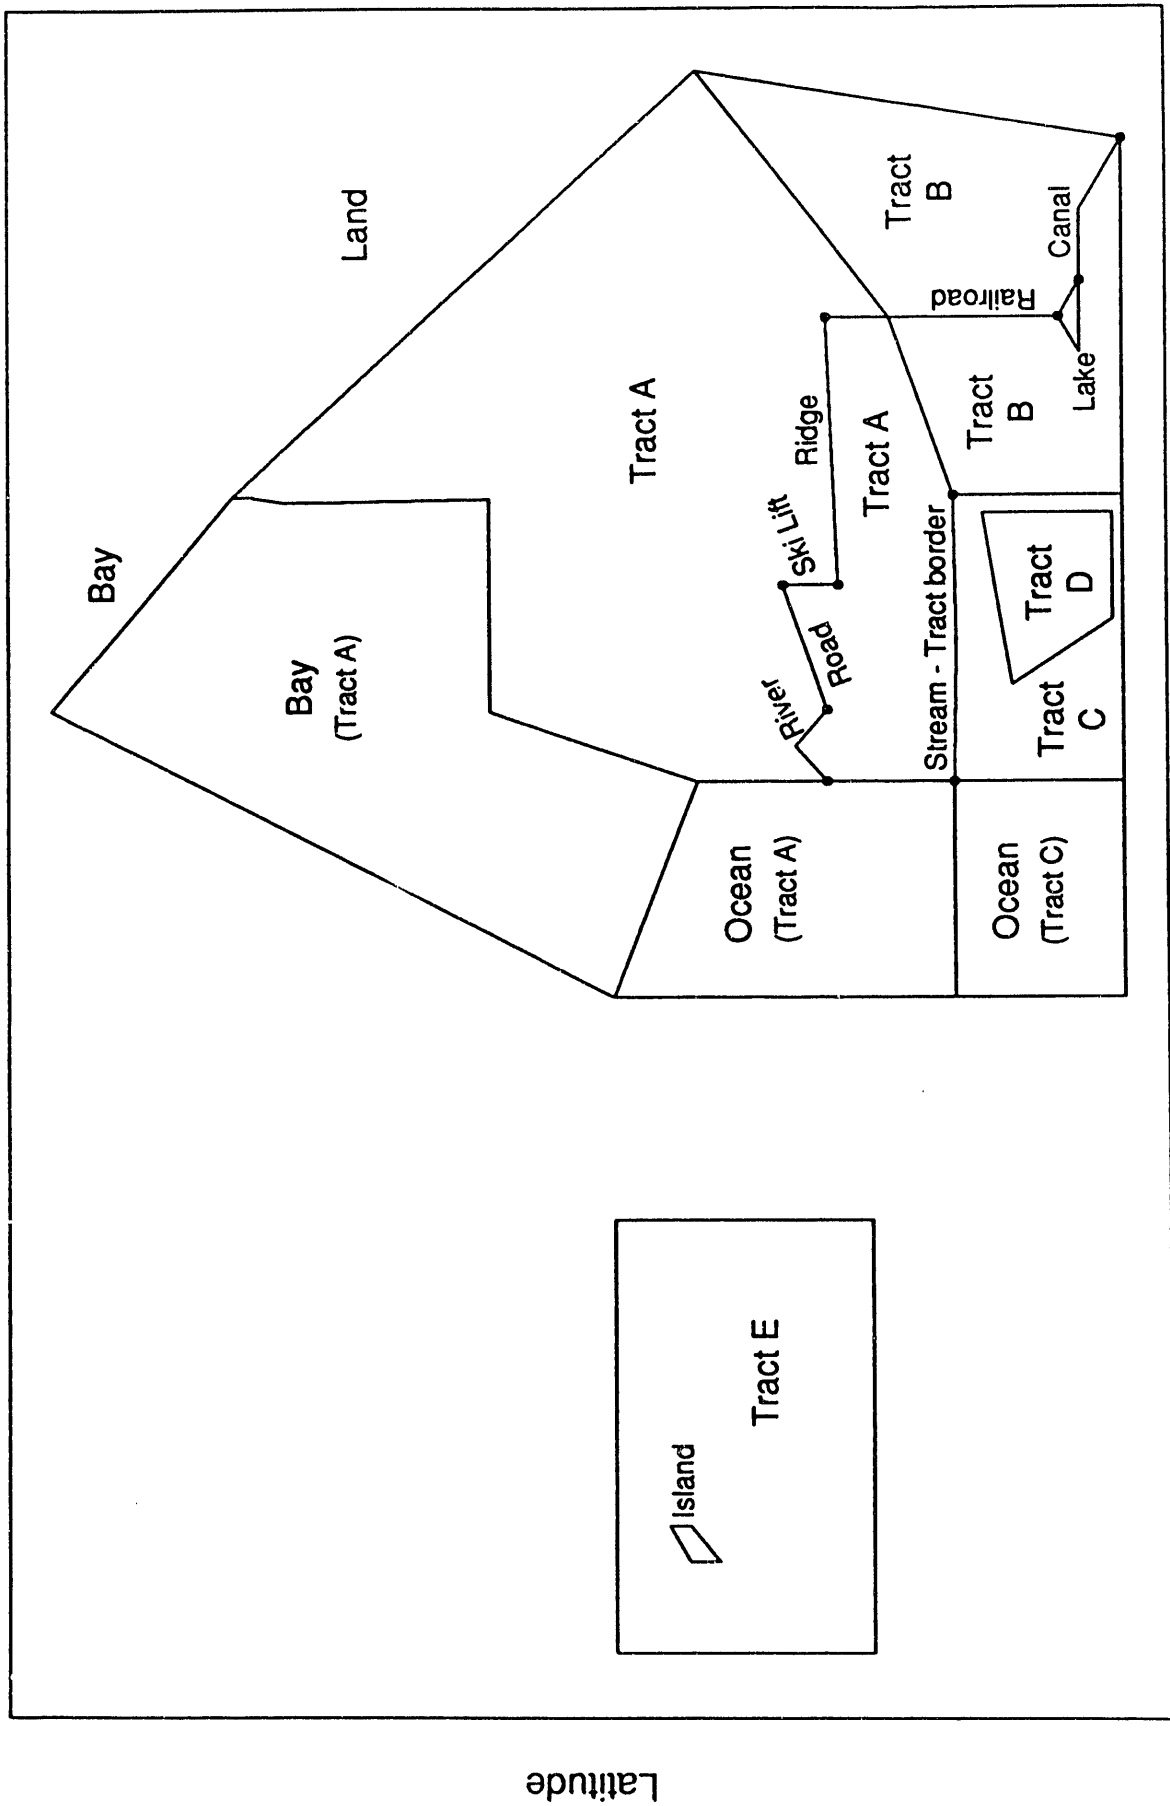 Bay
Land
Bay
(Tract A)
Tract A
Ski Lift
Ridge
River
Road
Tract A
Ocean
(Tract A)
Stream - Tract border
Tract
B
Railroad
Tract
B
Canal
Lake
Tract
D
Tract
C
Ocean
(Tract C)
Island
Tract E
Latitude